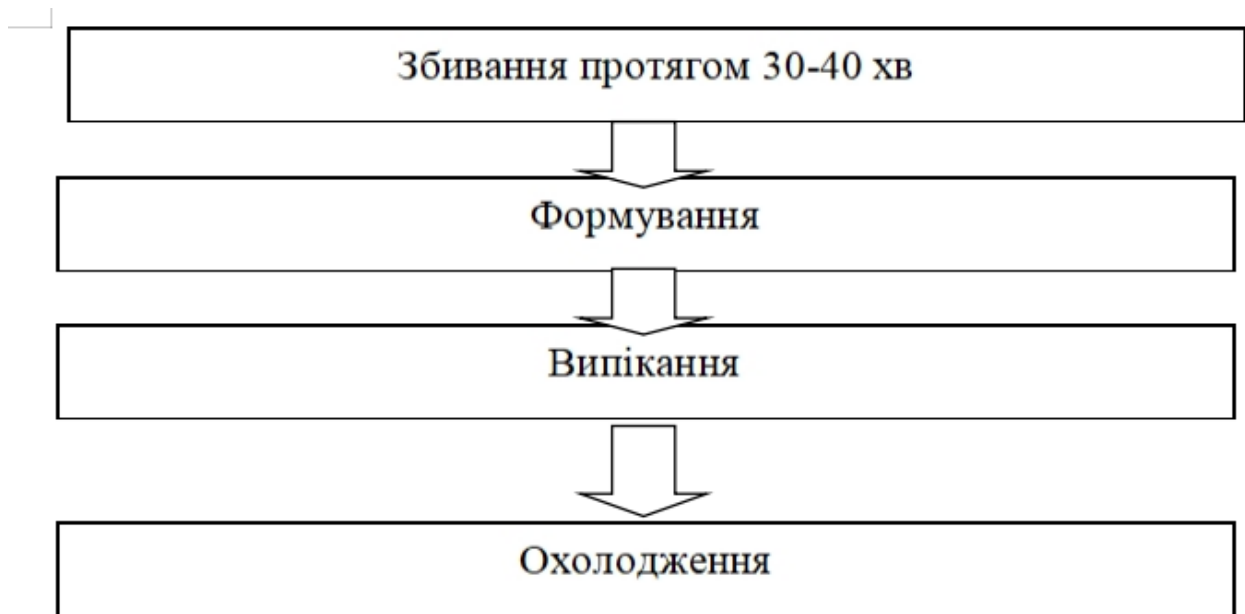 Збивання протягом 30-40 хв
Формування
Випікання
Охолодження